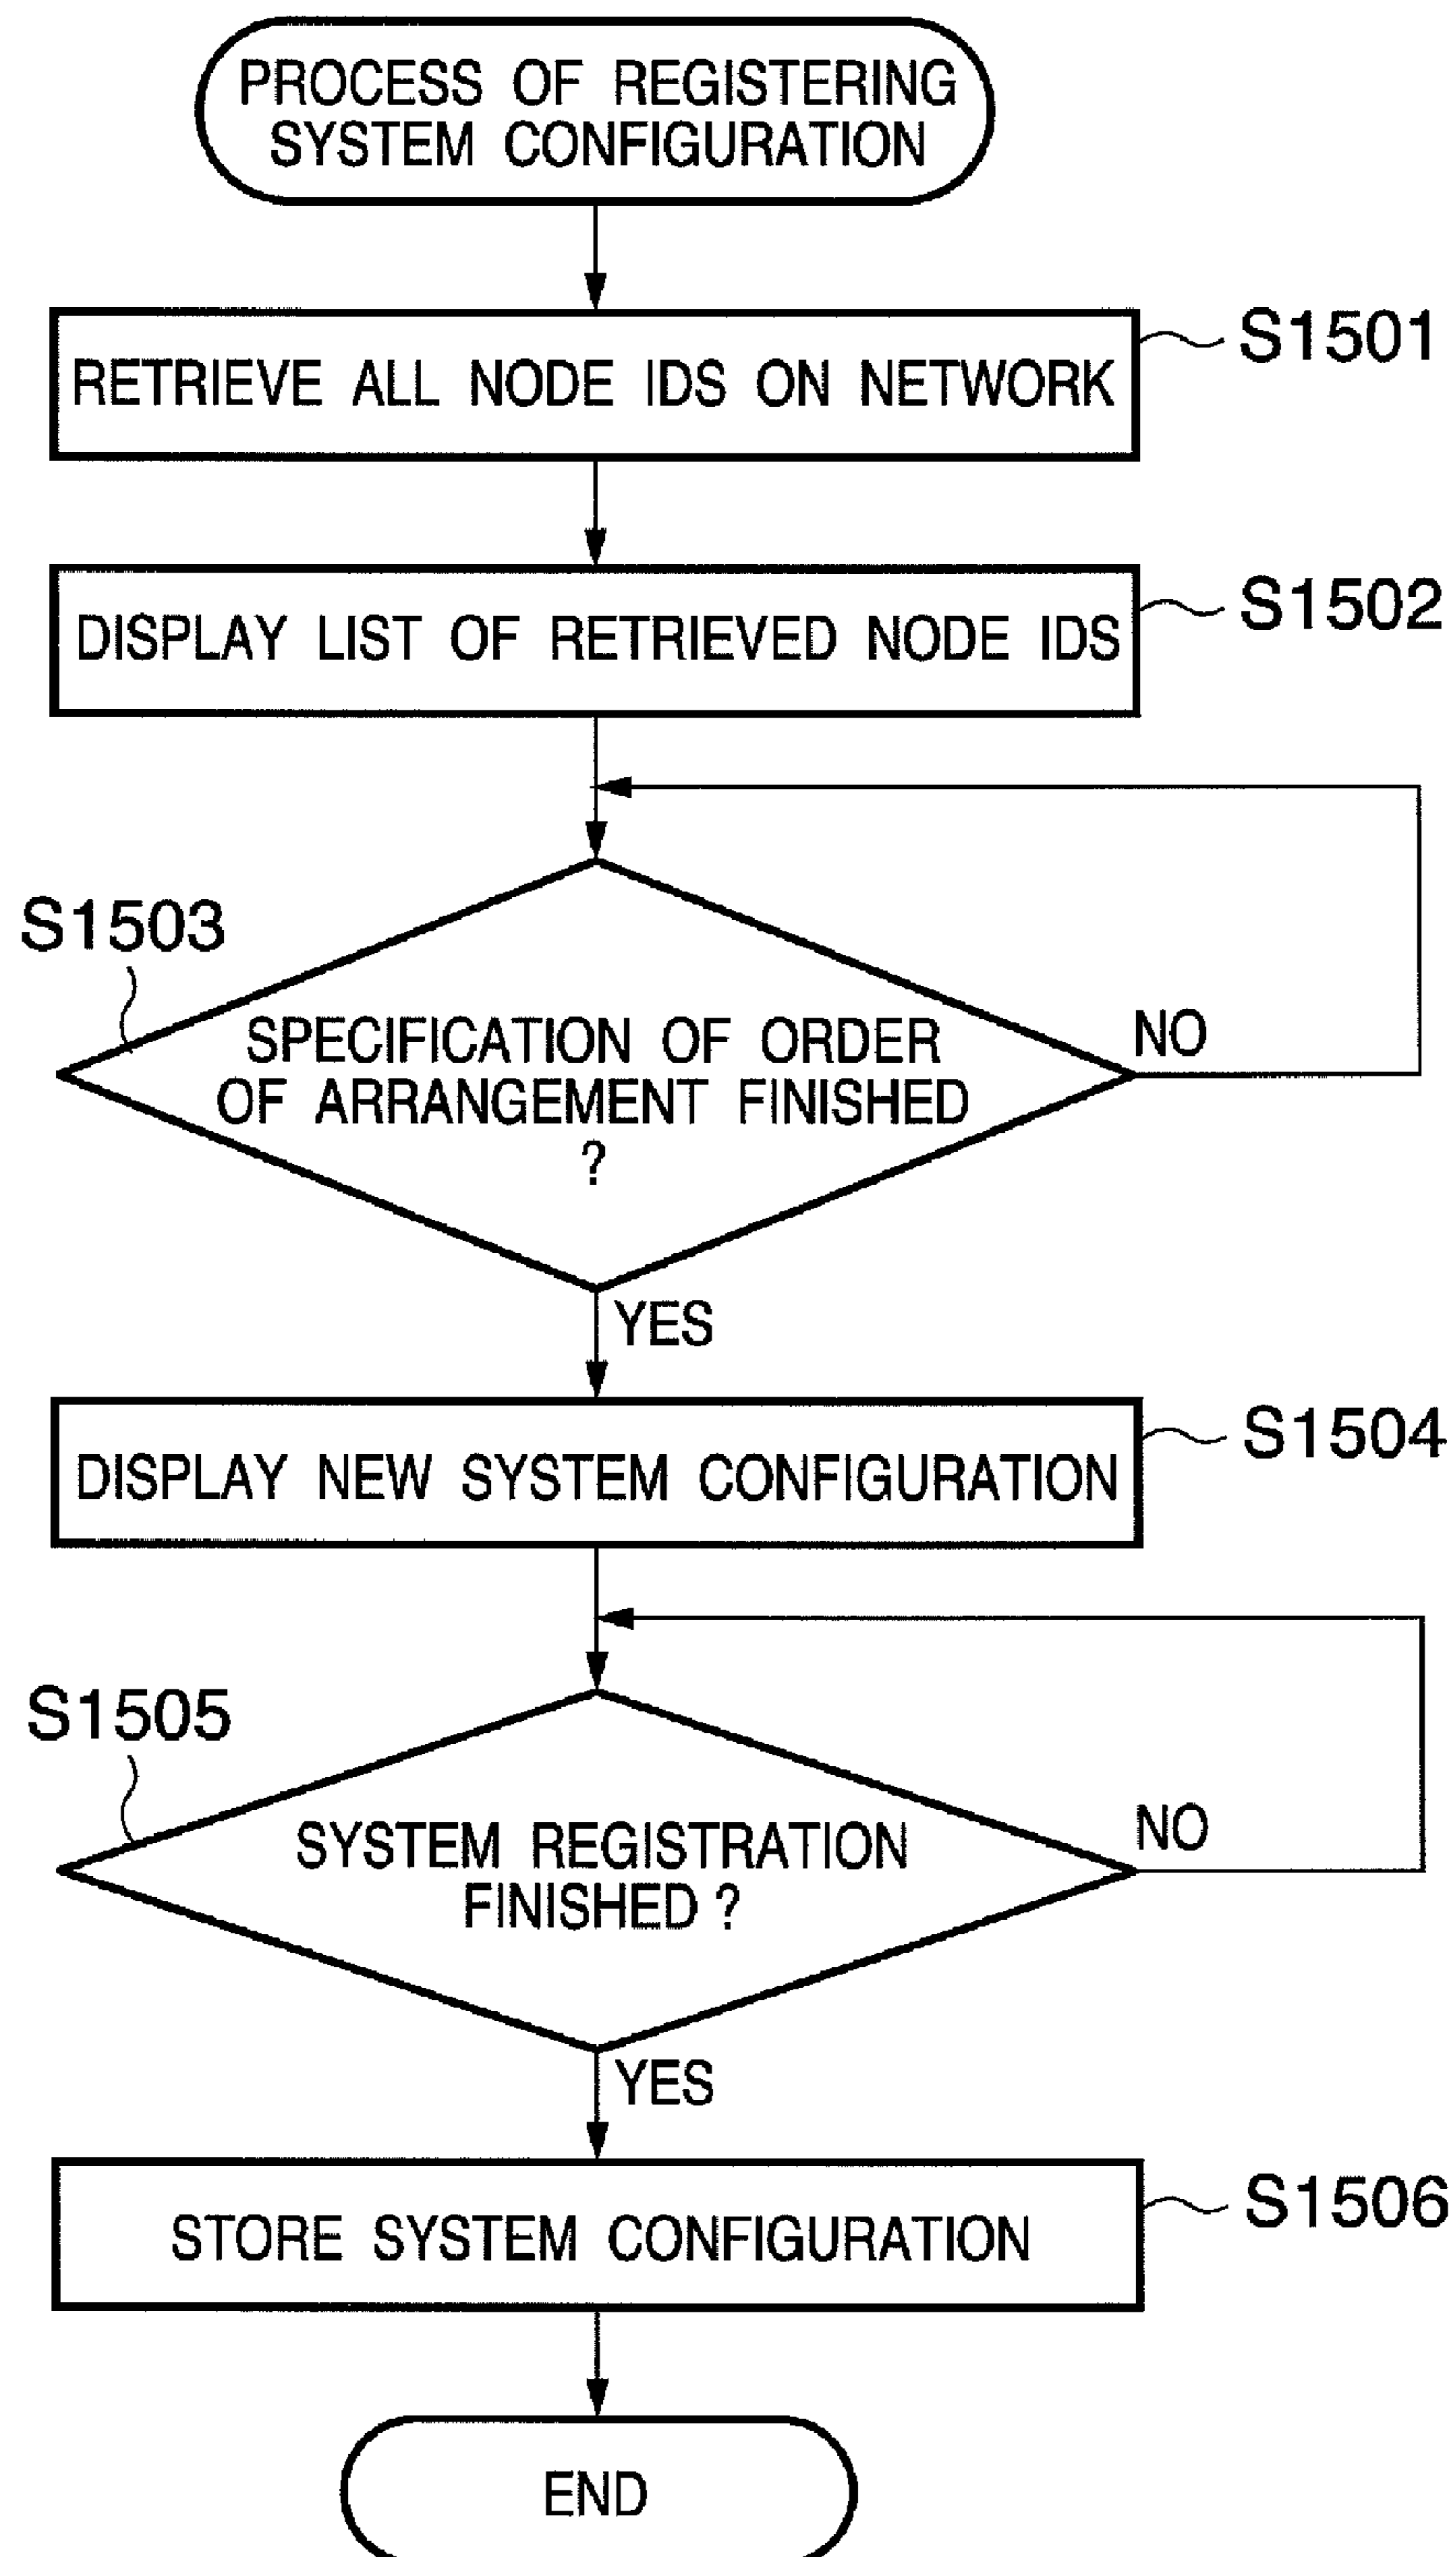 PROCESS OF REGISTERING
SYSTEM CONFIGURATION
RETRIEVE ALL NODE IDS ON NETWORK
S1501
DISPLAY LIST OF RETRIEVED NODE IDS
S1502
S1503
SPECIFICATION OF ORDER
OF ARRANGEMENT FINISHED
?
NO
YES
DISPLAY NEW SYSTEM CONFIGURATION
S1504
S1505
SYSTEM REGISTRATION
FINISHED ?
NO
YES
STORE SYSTEM CONFIGURATION
S1506
END